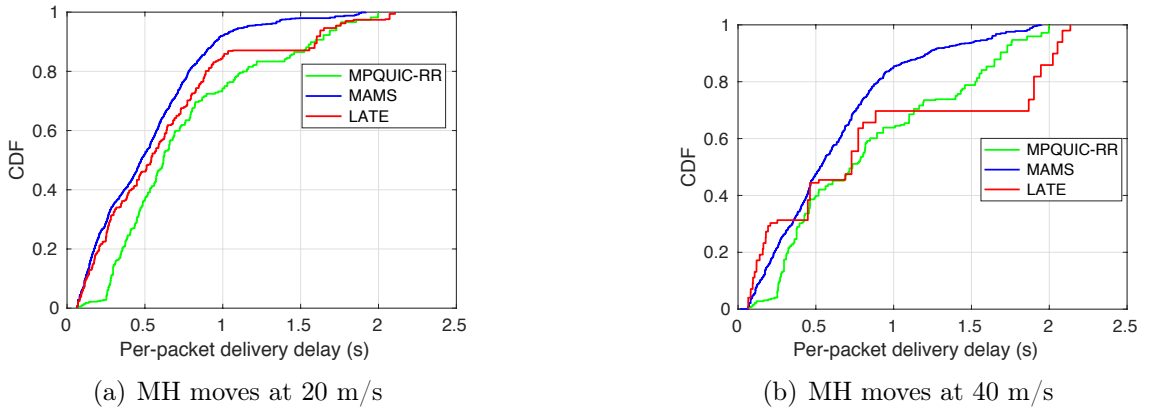 1
0.8
0.6
0.4
0.2
0
CDF
MPQUIC-RR
MAMS
LATE
0 0.5 1 1.5 2 2.5
Per-packet delivery delay (s)
(a) MH moves at 20 m/s
1
0.8
0.6
0.4
0.2
0
CDF
MPQUIC-RR
MAMS
LATE
0 0.5 1 1.5 2 2.5
Per-packet delivery delay (s)
(b) MH moves at 40 m/s